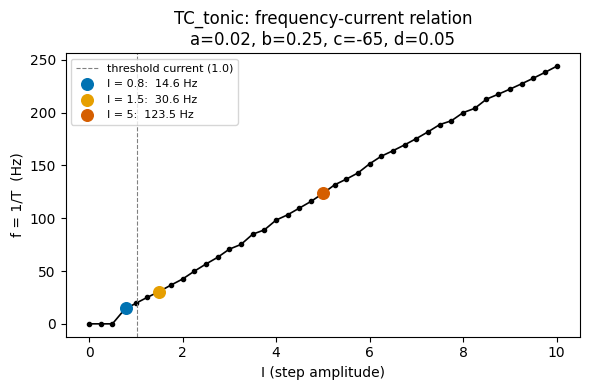 TC_tonic: frequency-current relation
a=0.02, b=0.25, c=-65, d=0.05
threshold current (1.0)
I = 0.8:  14.6 Hz
I = 1.5:  30.6 Hz
I = 5:  123.5 Hz
f = 1/T  (Hz)
250
200
150
100
50
0
0 2 4 6 8 10
I (step amplitude)